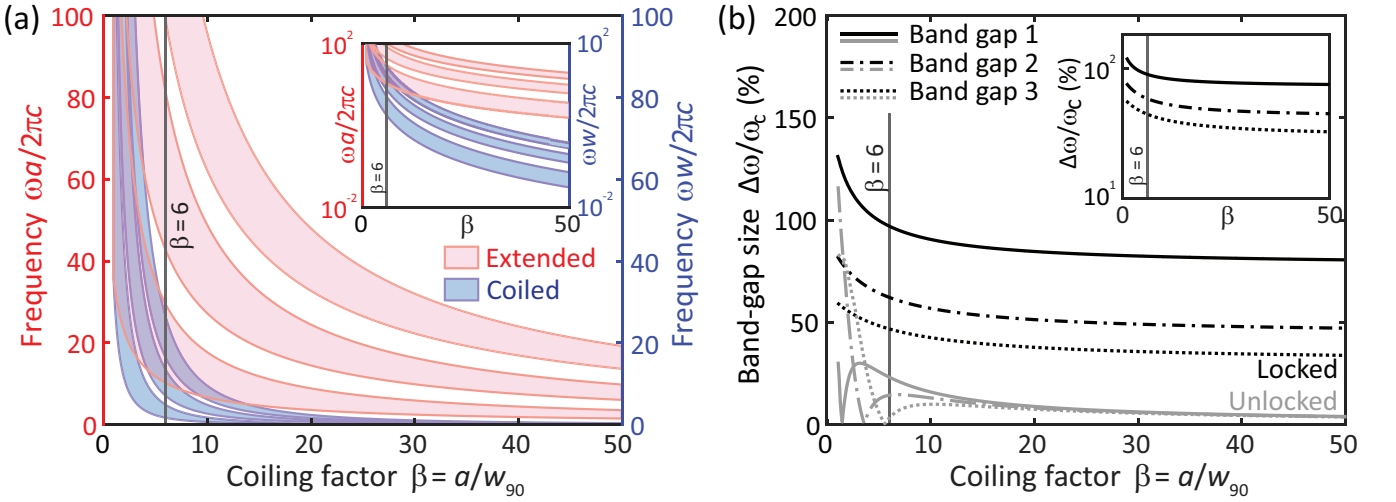 (a)
Frequency ωa/2πc
100
80
60
40
20
0
0
10
20
30
40
50
Coiling factor β = a/w₉₀
β = 6
100
80
60
40
20
0
Frequency ωw/2πc
Extended
Coiled
10²
10⁻²
ωa/2πc
β = 6
0
β
50
10²
10⁻²
ωw/2πc
(b)
Band-gap size Δω/ω_c (%)
200
150
100
50
0
0
10
20
30
40
50
Coiling factor β = a/w₉₀
Band gap 1
Band gap 2
Band gap 3
β = 6
Locked
Unlocked
Δω/ω_c (%)
10²
10¹
β = 6
0
β
50